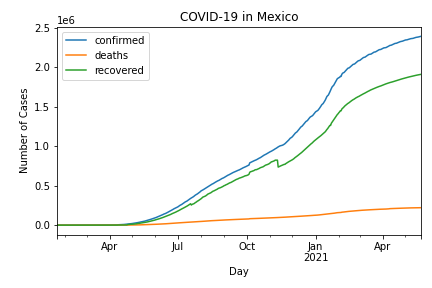 COVID-19 in Mexico
1e6
2.5
2.0
1.5
1.0
0.5
0.0
Number of Cases
confirmed
deaths
recovered
Apr
Jul
Oct
Jan
2021
Apr
Day